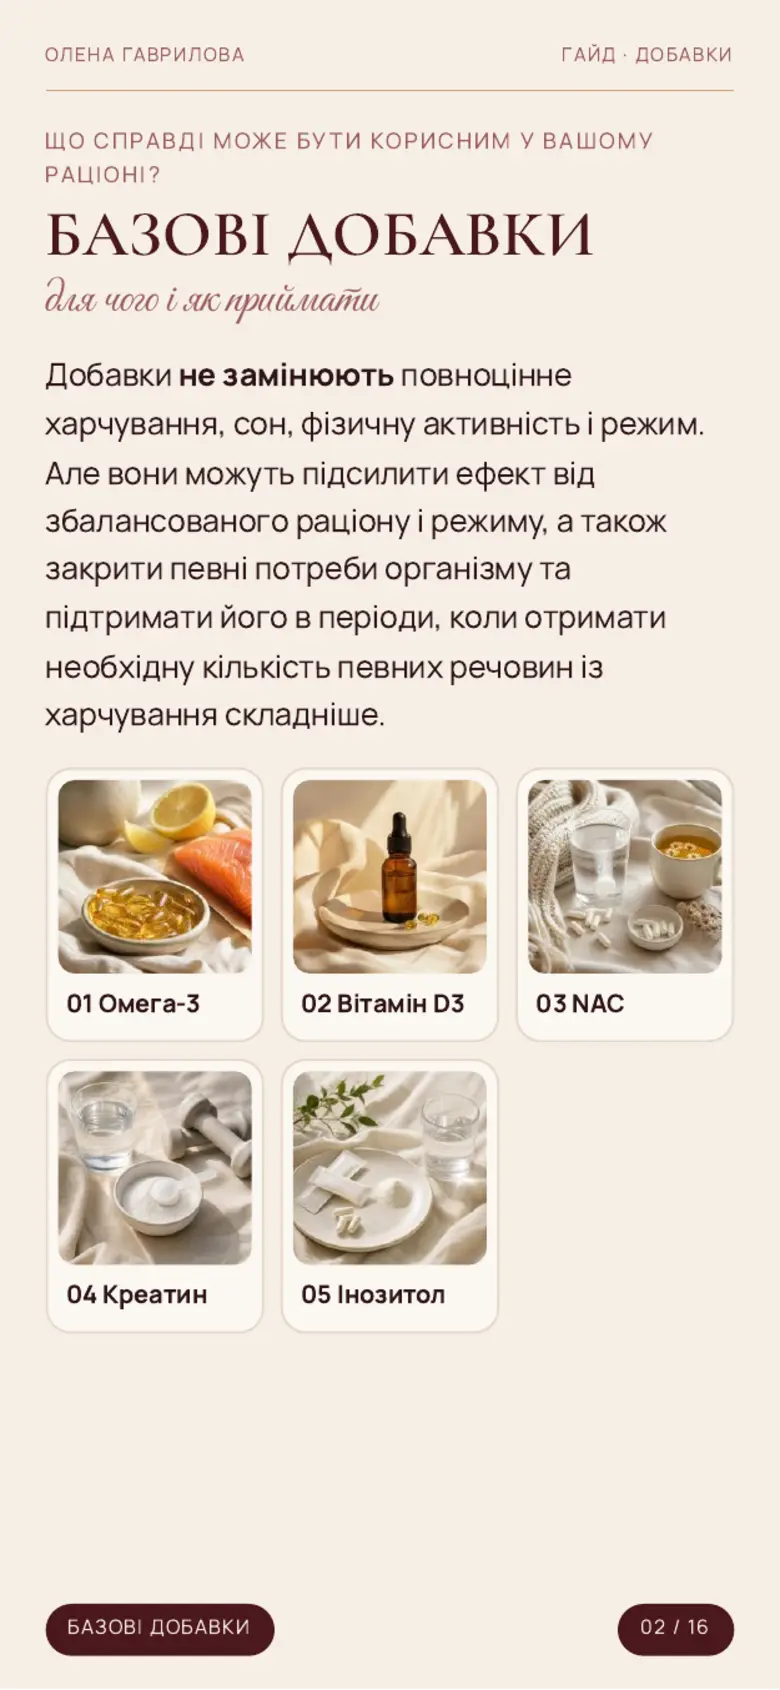 ОЛЕНА ГАВРИЛОВА
ГАЙД · ДОБАВКИ
ЩО СПРАВДІ МОЖЕ БУТИ КОРИСНИМ У ВАШОМУ
РАЦІОНІ?
БАЗОВІ ДОБАВКИ
для чого і як приймати
Добавки не замінюють повноцінне
харчування, сон, фізичну активність і режим.
Але вони можуть підсилити ефект від
збалансованого раціону і режиму, а також
закрити певні потреби організму та
підтримати його в періоди, коли отримати
необхідну кількість певних речовин із
харчування складніше.
01 Омега-3
02 Вітамін D3
03 NAC
04 Креатин
05 Інозитол
БАЗОВІ ДОБАВКИ
02 / 16